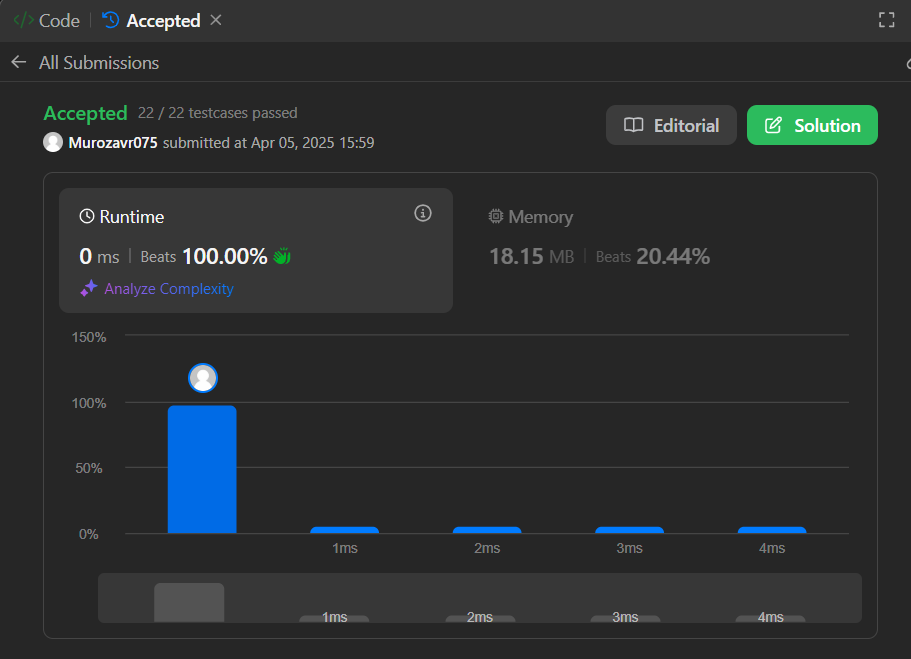 </> Code | Accepted ×
← All Submissions
Accepted 22 / 22 testcases passed
Murozavr075 submitted at Apr 05, 2025 15:59
Editorial
Solution
Runtime
0 ms | Beats 100.00%
Analyze Complexity
Memory
18.15 MB | Beats 20.44%
150%
100%
50%
0%
1ms 2ms 3ms 4ms
1ms 2ms 3ms 4ms